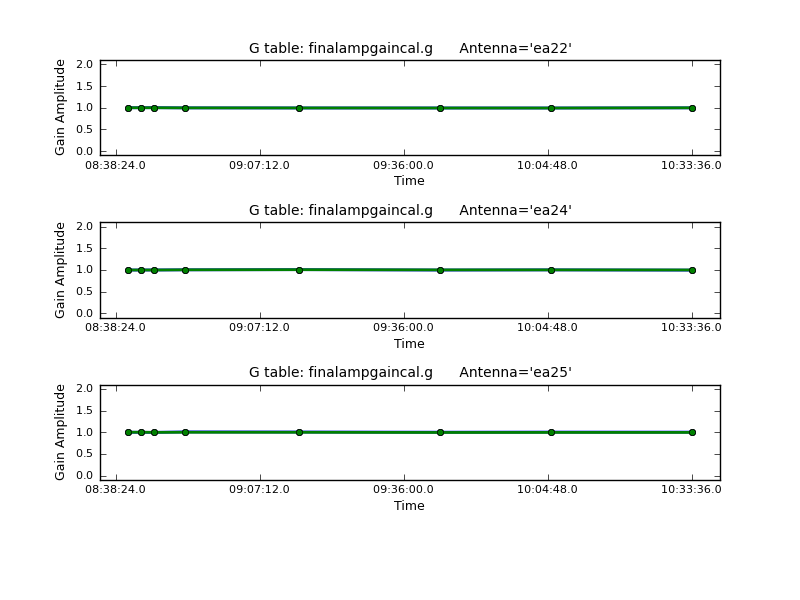 G table: finalampgaincal.g Antenna='ea22'
Gain Amplitude
2.0
1.5
1.0
0.5
0.0
08:38:24.0 09:07:12.0 09:36:00.0 10:04:48.0 10:33:36.0
Time
G table: finalampgaincal.g Antenna='ea24'
Gain Amplitude
2.0
1.5
1.0
0.5
0.0
08:38:24.0 09:07:12.0 09:36:00.0 10:04:48.0 10:33:36.0
Time
G table: finalampgaincal.g Antenna='ea25'
Gain Amplitude
2.0
1.5
1.0
0.5
0.0
08:38:24.0 09:07:12.0 09:36:00.0 10:04:48.0 10:33:36.0
Time